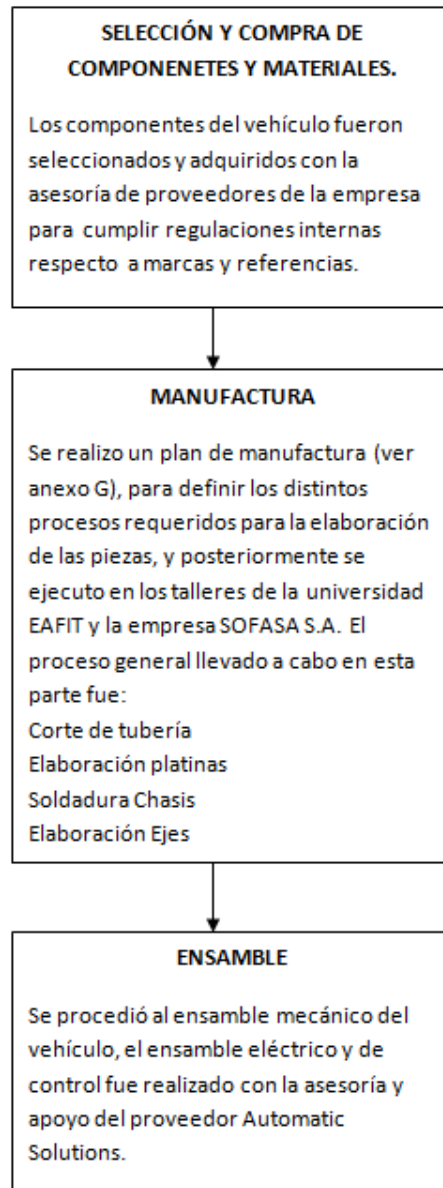 SELECCIÓN Y COMPRA DE
COMPONENETES Y MATERIALES.
Los componentes del vehículo fueron
seleccionados y adquiridos con la
asesoría de proveedores de la empresa
para cumplir regulaciones internas
respecto a marcas y referencias.
MANUFACTURA
Se realizo un plan de manufactura (ver
anexo G), para definir los distintos
procesos requeridos para la elaboración
de las piezas, y posteriormente se
ejecuto en los talleres de la universidad
EAFIT y la empresa SOFASA S.A. El
proceso general llevado a cabo en esta
parte fue:
Corte de tubería
Elaboración platinas
Soldadura Chasis
Elaboración Ejes
ENSAMBLE
Se procedió al ensamble mecánico del
vehículo, el ensamble eléctrico y de
control fue realizado con la asesoría y
apoyo del proveedor Automatic
Solutions.